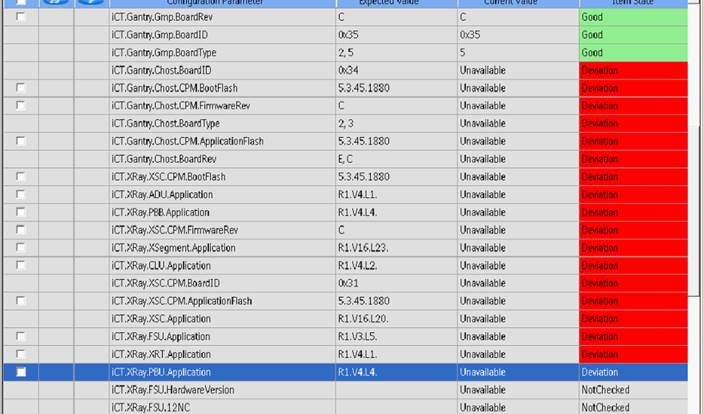 Configuration Parameter Expected Value Current Value Item State
iCT.Gantry.Gmp.BoardRev C C Good
iCT.Gantry.Gmp.BoardID 0x35 0x35 Good
iCT.Gantry.Gmp.BoardType 2, 5 5 Good
iCT.Gantry.Ghost.BoardID 0x34 Unavailable Deviation
iCT.Gantry.Ghost.CPM.BootFlash 5.3.45.1880 Unavailable Deviation
iCT.Gantry.Ghost.CPM.FirmwareRev C Unavailable Deviation
iCT.Gantry.Ghost.BoardType 2, 3 Unavailable Deviation
iCT.Gantry.Ghost.CPM.ApplicationFlash 5.3.45.1880 Unavailable Deviation
iCT.Gantry.Ghost.BoardRev E, C Unavailable Deviation
iCT.XRay.XSC.CPM.BootFlash 5.3.45.1880 Unavailable Deviation
iCT.XRay.ADU.Application R1.V4.L1. Unavailable Deviation
iCT.XRay.PBB.Application R1.V4.L4. Unavailable Deviation
iCT.XRay.XSC.CPM.FirmwareRev C Unavailable Deviation
iCT.XRay.XSegment.Application R1.V16.L23. Unavailable Deviation
iCT.XRay.CLU.Application R1.V4.L2. Unavailable Deviation
iCT.XRay.XSC.CPM.BoardID 0x31 Unavailable Deviation
iCT.XRay.XSC.CPM.ApplicationFlash 5.3.45.1880 Unavailable Deviation
iCT.XRay.XSC.Application R1.V16.L20. Unavailable Deviation
iCT.XRay.FSU.Application R1.V3.L5. Unavailable Deviation
iCT.XRay.XRT.Application R1.V4.L1. Unavailable Deviation
iCT.XRay.PBU.Application R1.V4.L4. Unavailable Deviation
iCT.XRay.FSU.HardwareVersion Unavailable NotChecked
iCT.XRay.FSU.12NC Unavailable NotChecked